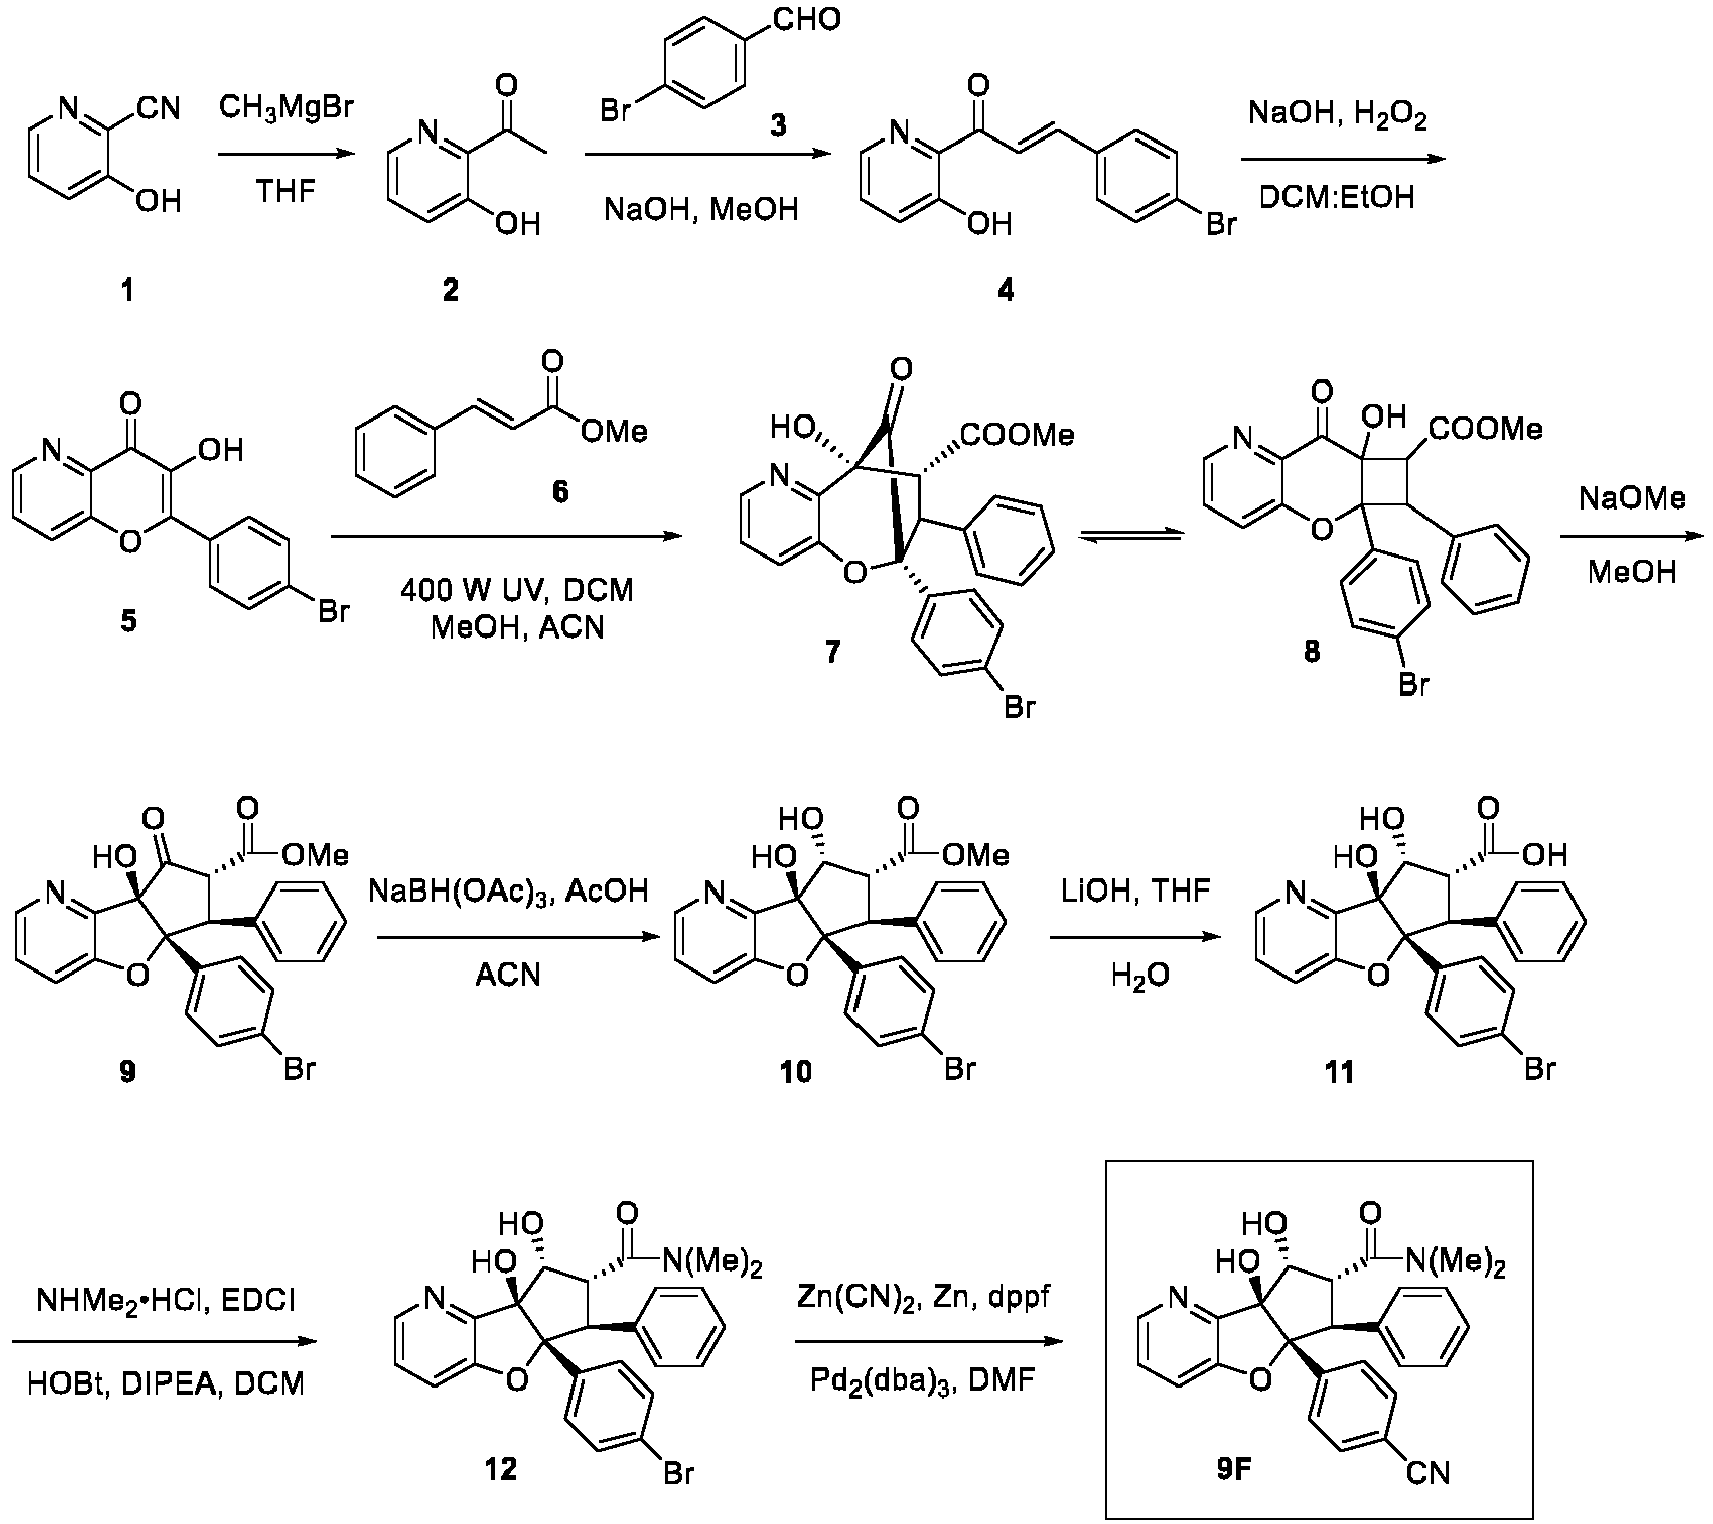 CHO
Br
3
N
CN
OH
1
CH₃MgBr
THF
O
N
OH
2
NaOH, MeOH
O
N
OH
Br
4
NaOH, H₂O₂
DCM:EtOH
O
N
OH
O
Br
5
O
OMe
6
400 W UV, DCM
MeOH, ACN
O
HO
COOMe
N
O
Br
7
O
OH
COOMe
N
O
Br
8
NaOMe
MeOH
O
O
HO
OMe
N
O
Br
9
NaBH(OAc)₃, AcOH
ACN
HO
O
HO
OMe
N
O
Br
10
LiOH, THF
H₂O
HO
O
HO
OH
N
O
Br
11
NHMe₂•HCl, EDCI
HOBt, DIPEA, DCM
HO
O
HO
N(Me)₂
N
O
Br
12
Zn(CN)₂, Zn, dppf
Pd₂(dba)₃, DMF
HO
O
HO
N(Me)₂
N
O
CN
9F